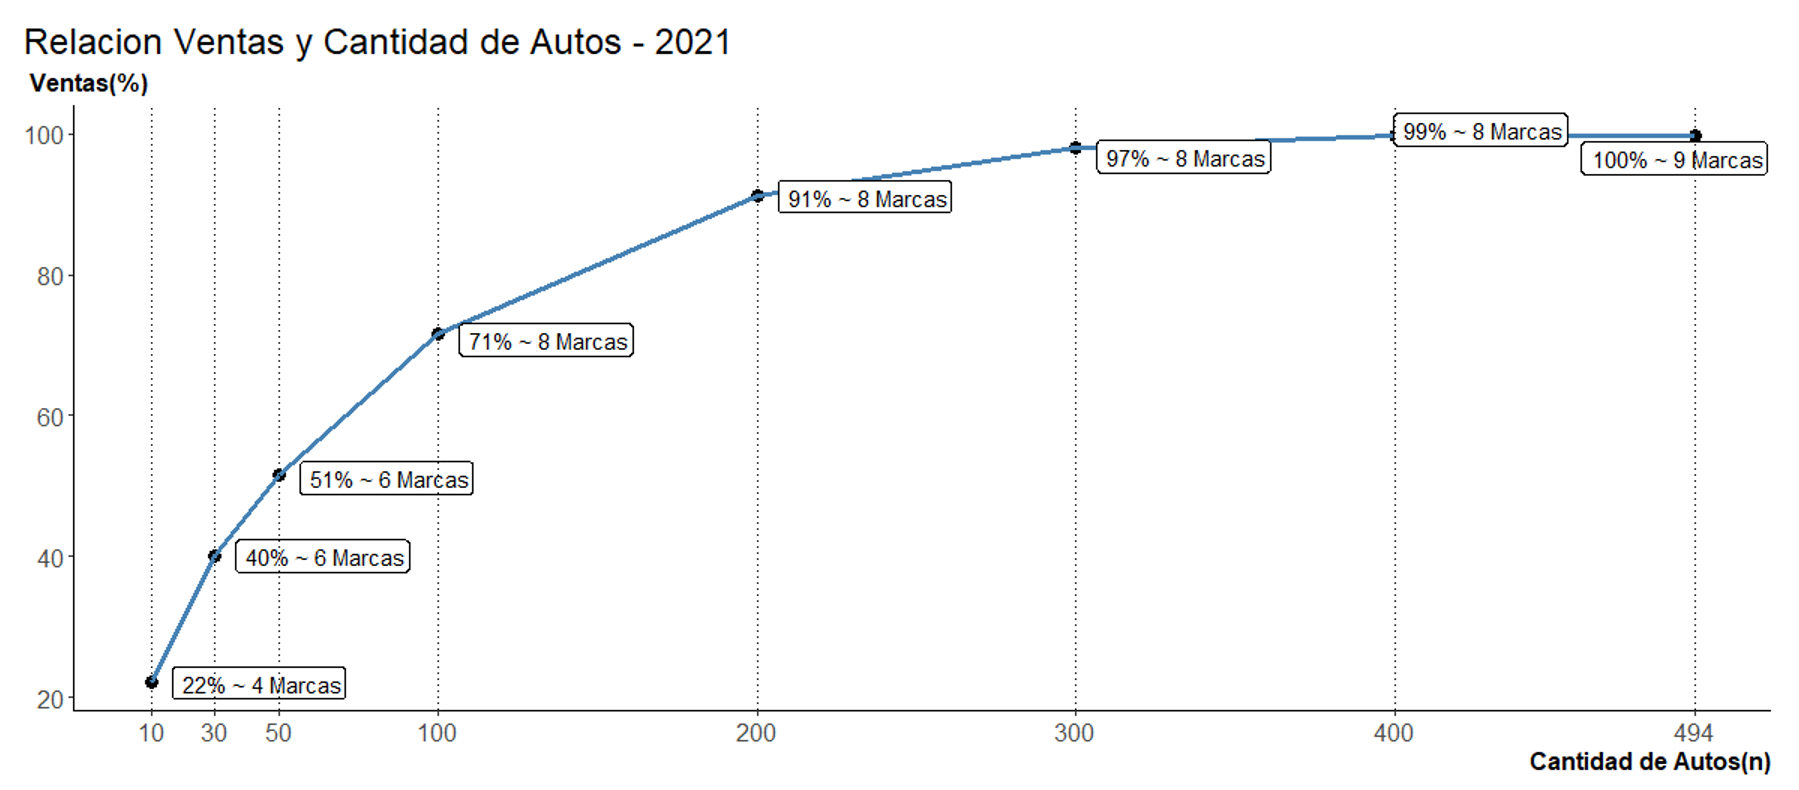 Relacion Ventas y Cantidad de Autos - 2021
Ventas(%)
100
80
60
40
20
99% ~ 8 Marcas
97% ~ 8 Marcas
100% ~ 9 Marcas
91% ~ 8 Marcas
71% ~ 8 Marcas
51% ~ 6 Marcas
40% ~ 6 Marcas
22% ~ 4 Marcas
10 30 50 100 200 300 400 494
Cantidad de Autos(n)